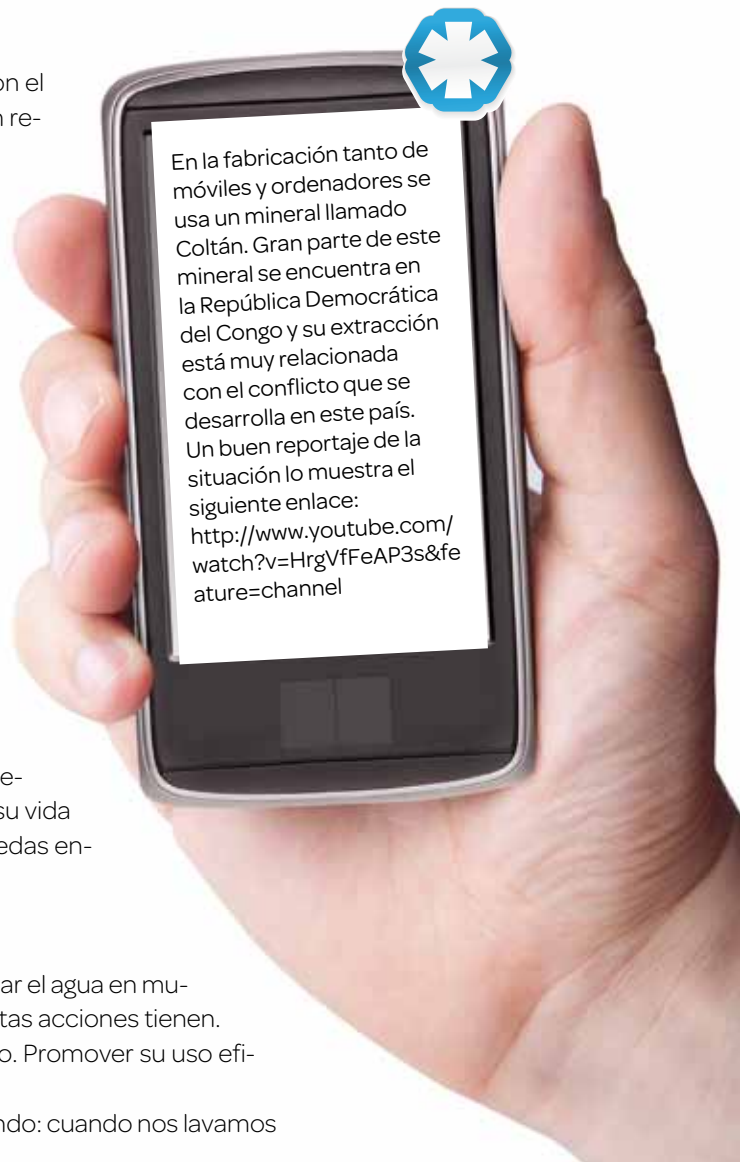 on el
n re-
En la fabricación tanto de
móviles y ordenadores se
usa un mineral llamado
Coltán. Gran parte de este
mineral se encuentra en
la República Democrática
del Congo y su extracción
está muy relacionada
con el conflicto que se
desarrolla en este país.
Un buen reportaje de la
situación lo muestra el
siguiente enlace:
http://www.youtube.com/
watch?v=HrgVfFeAP3s&fe
ature=channel
e-
su vida
edas en-
ar el agua en mu-
tas acciones tienen.
o. Promover su uso efi-
ndo: cuando nos lavamos